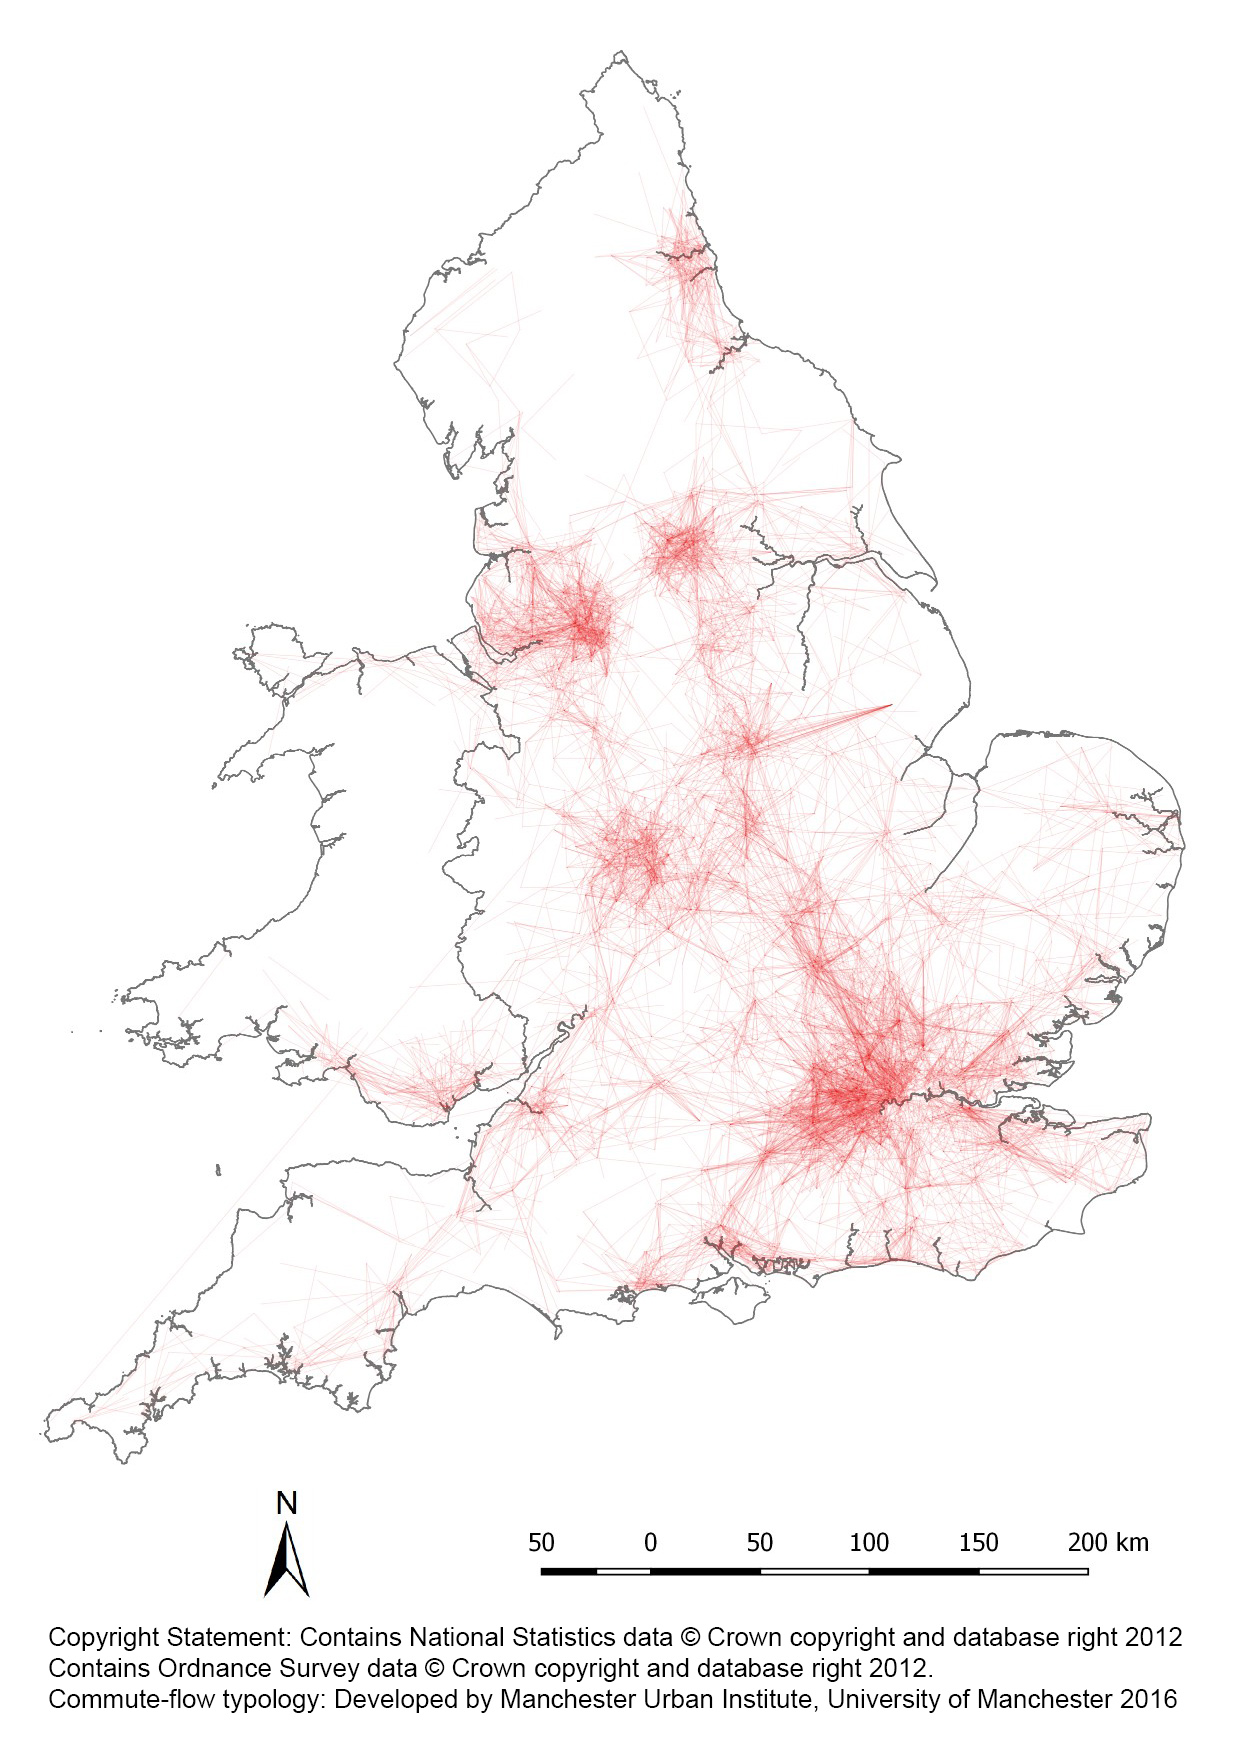 N
50 0 50 100 150 200 km
Copyright Statement: Contains National Statistics data © Crown copyright and database right 2012
Contains Ordnance Survey data © Crown copyright and database right 2012.
Commute-flow typology: Developed by Manchester Urban Institute, University of Manchester 2016